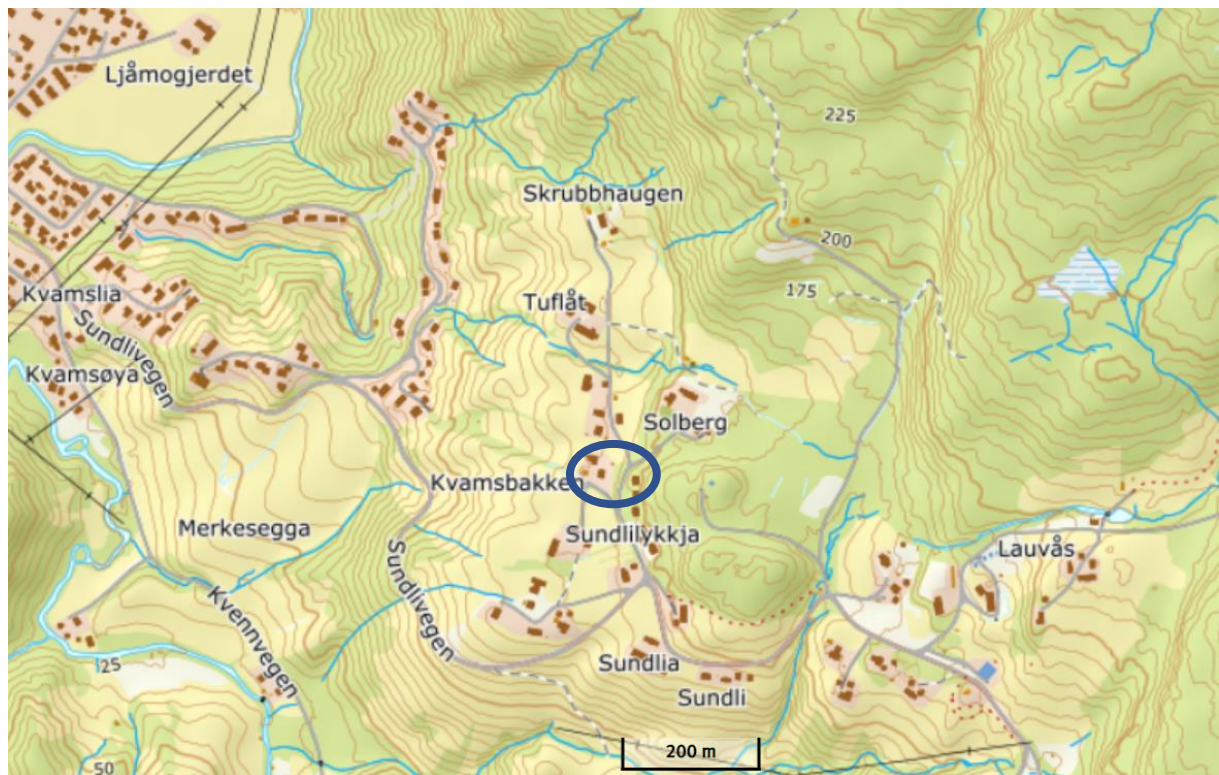 Ljåmogjerdet
225
Skrubbhaugen
200
175
Kvamslia
Tuflåt
Sundlivegen
Kvamsøya
Solberg
Kvamsbakken
Merkesegga
Sundlilykkja
Lauvås
Sundlivegen
Kvennvegen
125
Sundlia
Sundli
200 m
50